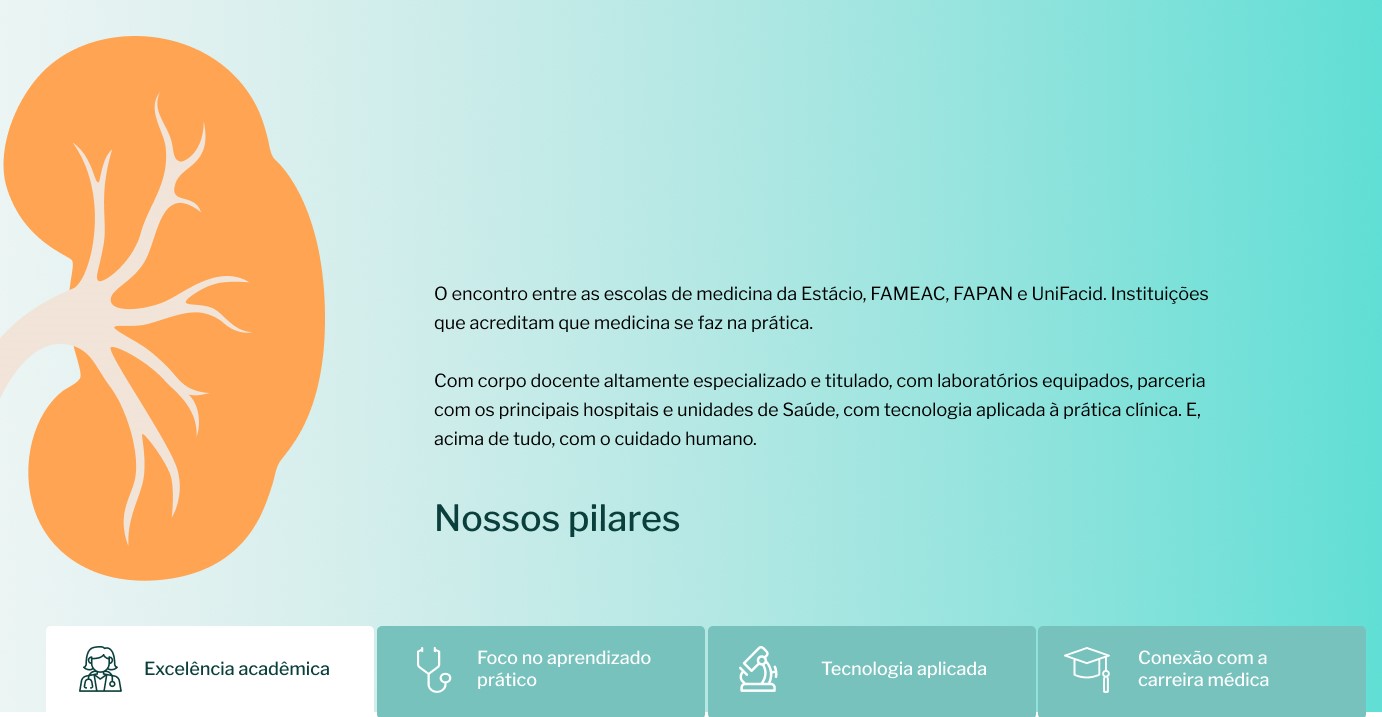 O encontro entre as escolas de medicina da Estácio, FAMEAC, FAPAN e UniFacid. Instituições
que acreditam que medicina se faz na prática.
Com corpo docente altamente especializado e titulado, com laboratórios equipados, parceria
com os principais hospitais e unidades de Saúde, com tecnologia aplicada à prática clínica. E,
acima de tudo, com o cuidado humano.
Nossos pilares
Excelência acadêmica
Foco no aprendizado
prático
Tecnologia aplicada
Conexão com a
carreira médica